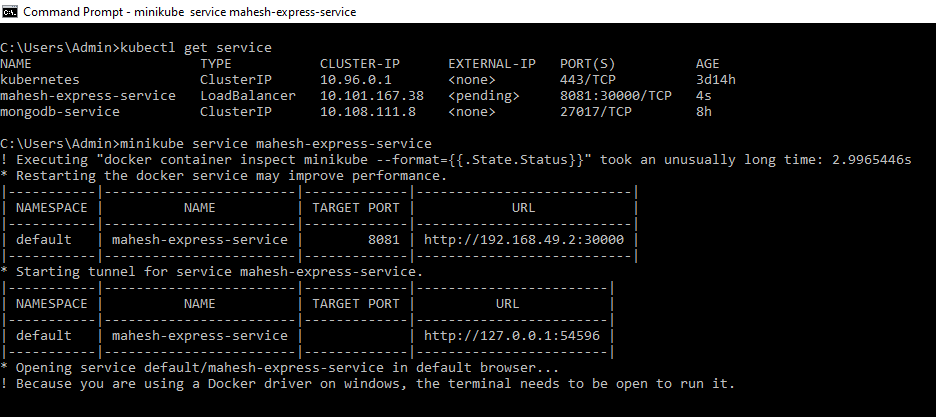 Command Prompt - minikube service mahesh-express-service
C:\Users\Admin>kubectl get service
NAME                     TYPE           CLUSTER-IP      EXTERNAL-IP   PORT(S)          AGE
kubernetes               ClusterIP      10.96.0.1       <none>        443/TCP          3d14h
mahesh-express-service   LoadBalancer   10.101.167.38   <pending>     8081:30000/TCP   4s
mongodb-service          ClusterIP      10.108.111.8    <none>        27017/TCP        8h
C:\Users\Admin>minikube service mahesh-express-service
! Executing "docker container inspect minikube --format={{.State.Status}}" took an unusually long time: 2.9965446s
* Restarting the docker service may improve performance.
|-----------|------------------------|-------------|---------------------------|
| NAMESPACE |          NAME          | TARGET PORT |            URL            |
|-----------|------------------------|-------------|---------------------------|
| default   | mahesh-express-service |        8081 | http://192.168.49.2:30000 |
|-----------|------------------------|-------------|---------------------------|
* Starting tunnel for service mahesh-express-service.
|-----------|------------------------|-------------|------------------------|
| NAMESPACE |          NAME          | TARGET PORT |          URL           |
|-----------|------------------------|-------------|------------------------|
| default   | mahesh-express-service |             | http://127.0.0.1:54596 |
|-----------|------------------------|-------------|------------------------|
* Opening service default/mahesh-express-service in default browser...
! Because you are using a Docker driver on windows, the terminal needs to be open to run it.